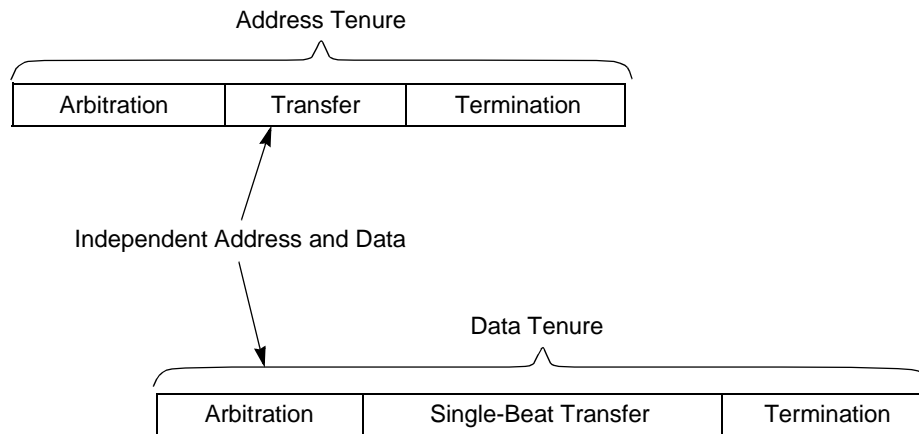 Address Tenure
Arbitration Transfer Termination
Independent Address and Data
Data Tenure
Arbitration Single-Beat Transfer Termination